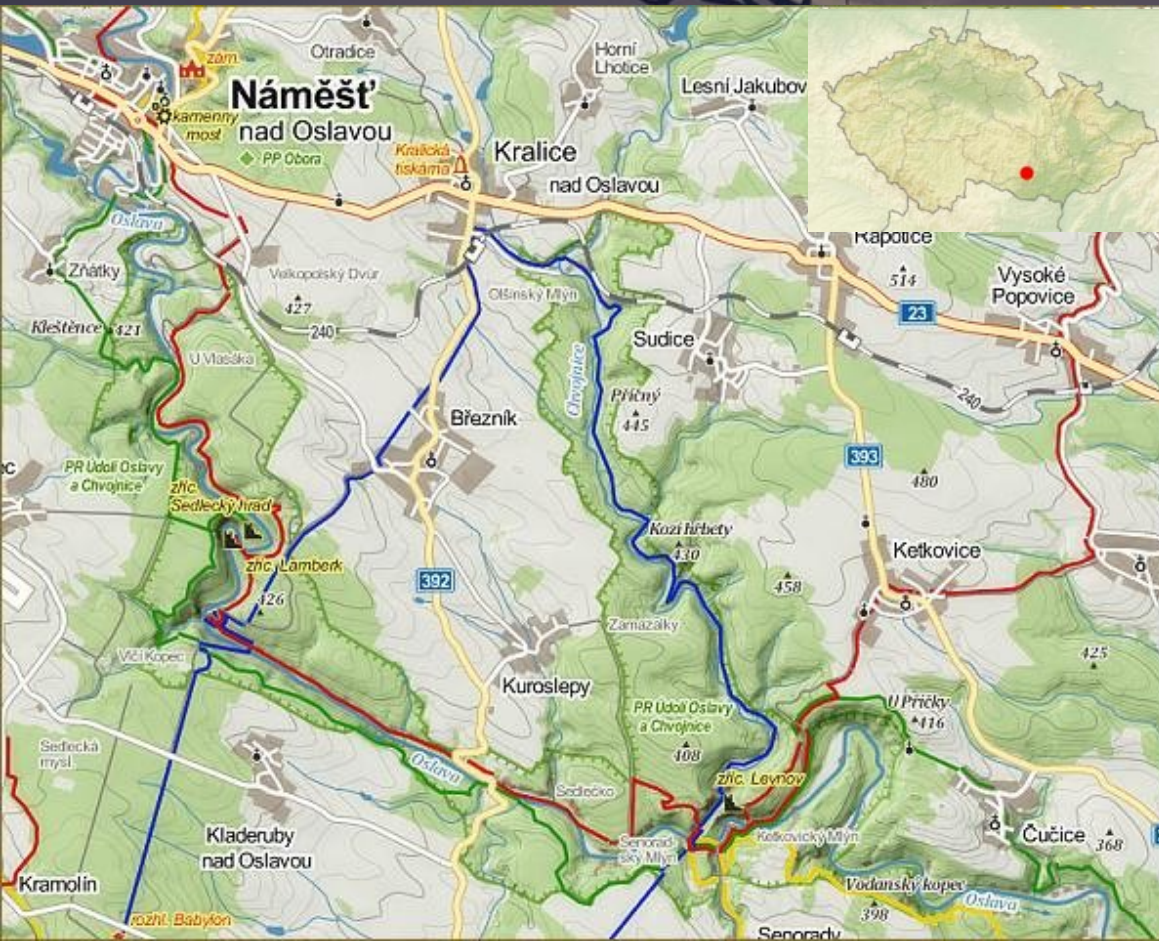 Otradice
Horní
Lhotice
zám.
Náměšť
nad Oslavou
Lesní Jakubov
kamenny
most
PP Obora
Kralická
tiskárna
Kralice
nad Oslavou
Oslava
Rapotice
Zňátky
Velkopolský Dvůr
427
514
Vysoké
Popovice
Olšinský Mlýn
23
Kleštěnce 421
240
Sudice
U Vlasáka
Chvojnice
Příčný
445
240
Březník
393
PR Údolí Oslavy
a Chvojnice
480
zříc.
Sedlecký hrad
Kozí hřbety
430
Ketkovice
zříc. Lamberk
392
458
426
Zamazálky
425
Vlčí Kopec
Kuroslepy
PR Údolí Oslavy
a Chvojnice
U Příčky
416
Sedlecká
mysl
408
Oslava
zříc. Levnov
Sedlečko
Kladeruby
nad Oslavou
Senorad-
ský Mlýn
Ketkovický Mlýn
Čučice
368
Kramolín
Vodanský kopec
398
Oslava
rozhl. Babylon
Senorady